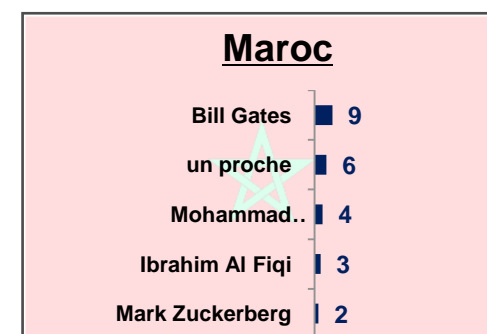 Maroc
Bill Gates 9
un proche 6
Mohammad.. 4
Ibrahim Al Fiqi 3
Mark Zuckerberg 2